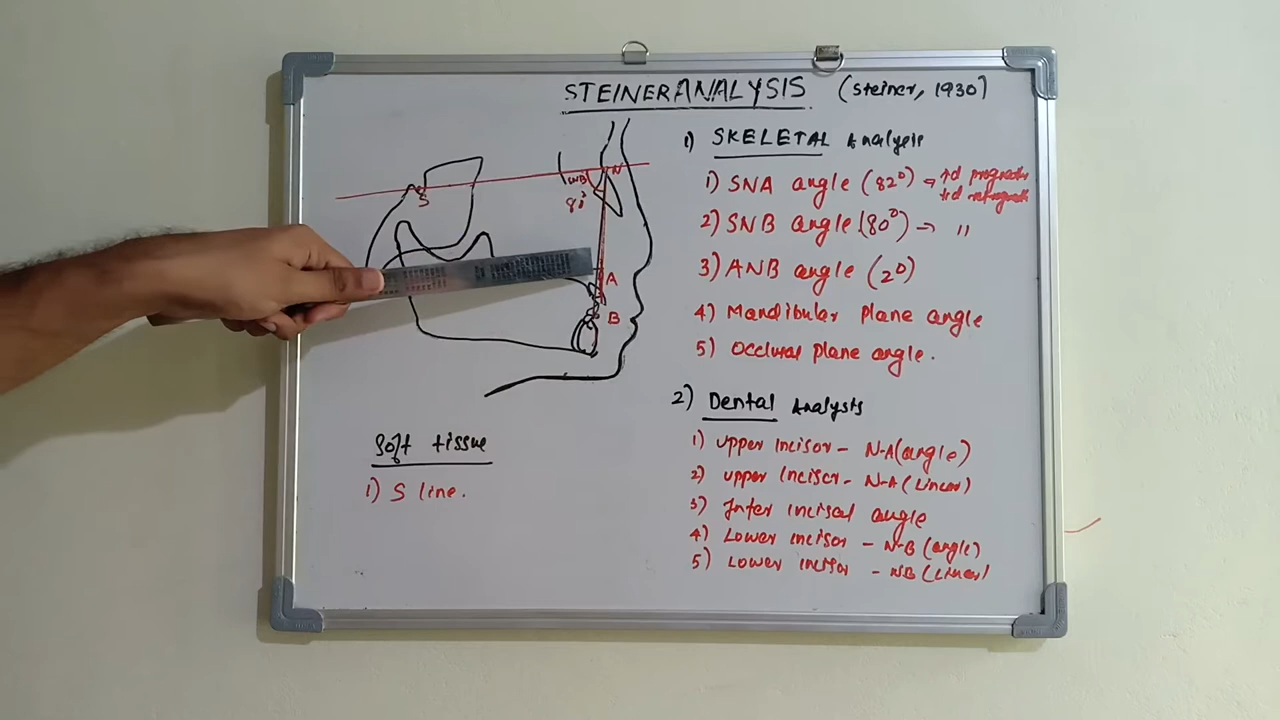 STEINER ANALYSIS (Steiner, 1930)
1) SKELETAL Analysis
1) SNA angle (82°) →
2) SNB angle (80°) → "
3) ANB angle (2°)
4) Mandibular plane angle
5) Occlusal plane angle.
2) Dental Analysis
1) Upper incisor - N-A (angle)
2) Upper incisor - N-A (Linear)
3) Inter incisal angle
4) Lower incisor - N-B (angle)
5) Lower incisor - NB (Linear)
S
N
SNB
80°
A
B
Soft tissue
1) S line.